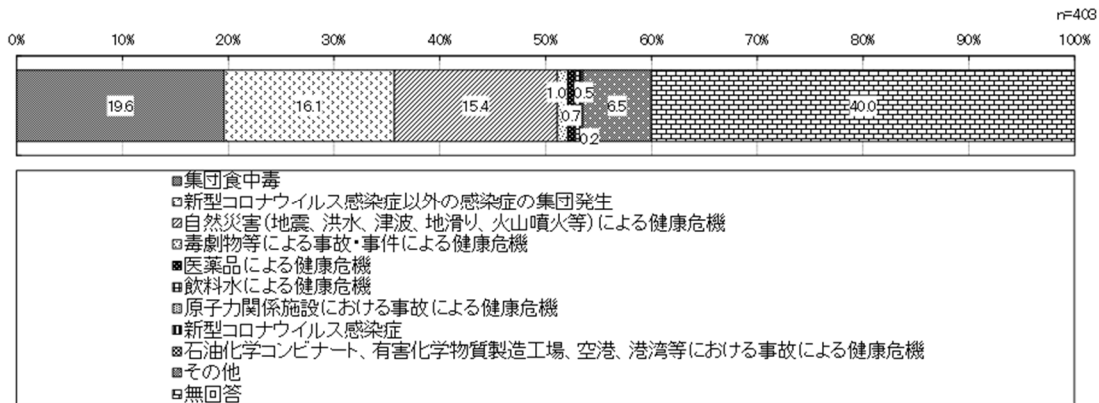 n=403
0% 10% 20% 30% 40% 50% 60% 70% 80% 90% 100%
19.6 16.1 15.4 1.0 0.7 0.5 0.2 6.5 40.0
集団食中毒
新型コロナウイルス感染症以外の感染症の集団発生
自然災害(地震、洪水、津波、地滑り、火山噴火等)による健康危機
毒劇物等による事故・事件による健康危機
医薬品による健康危機
飲料水による健康危機
原子力関係施設における事故による健康危機
新型コロナウイルス感染症
石油化学コンビナート、有害化学物質製造工場、空港、港湾等における事故による健康危機
その他
無回答